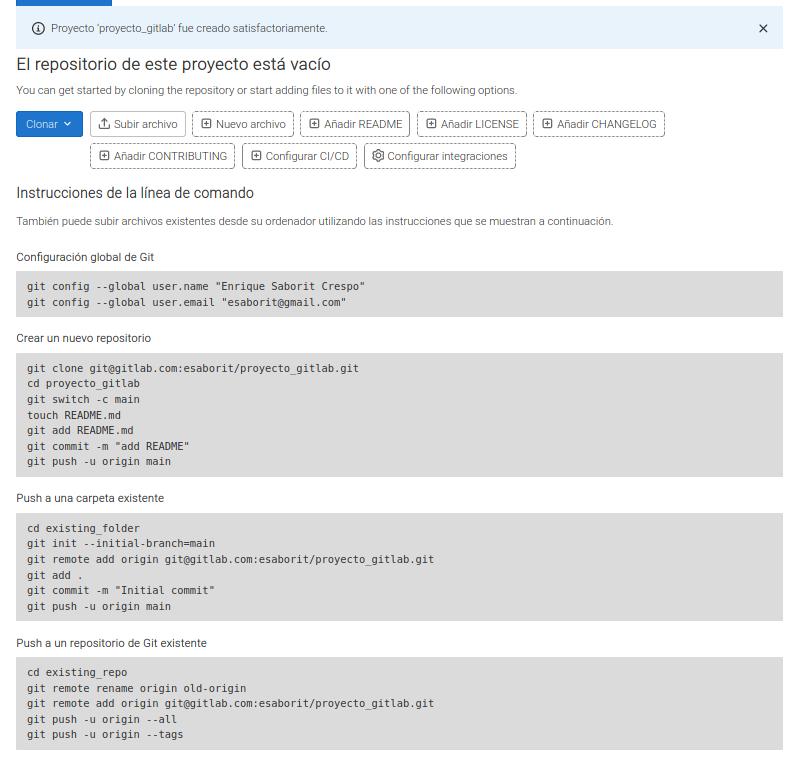 Proyecto 'proyecto_gitlab' fue creado satisfactoriamente.
El repositorio de este proyecto está vacío
You can get started by cloning the repository or start adding files to it with one of the following options.
Clonar Subir archivo Nuevo archivo Añadir README Añadir LICENSE Añadir CHANGELOG
Añadir CONTRIBUTING Configurar CI/CD Configurar integraciones
Instrucciones de la línea de comando
También puede subir archivos existentes desde su ordenador utilizando las instrucciones que se muestran a continuación.
Configuración global de Git
git config --global user.name "Enrique Saborit Crespo"
git config --global user.email "esaborit@gmail.com"
Crear un nuevo repositorio
git clone git@gitlab.com:esaborit/proyecto_gitlab.git
cd proyecto_gitlab
git switch -c main
touch README.md
git add README.md
git commit -m "add README"
git push -u origin main
Push a una carpeta existente
cd existing_folder
git init --initial-branch=main
git remote add origin git@gitlab.com:esaborit/proyecto_gitlab.git
git add .
git commit -m "Initial commit"
git push -u origin main
Push a un repositorio de Git existente
cd existing_repo
git remote rename origin old-origin
git remote add origin git@gitlab.com:esaborit/proyecto_gitlab.git
git push -u origin --all
git push -u origin --tags